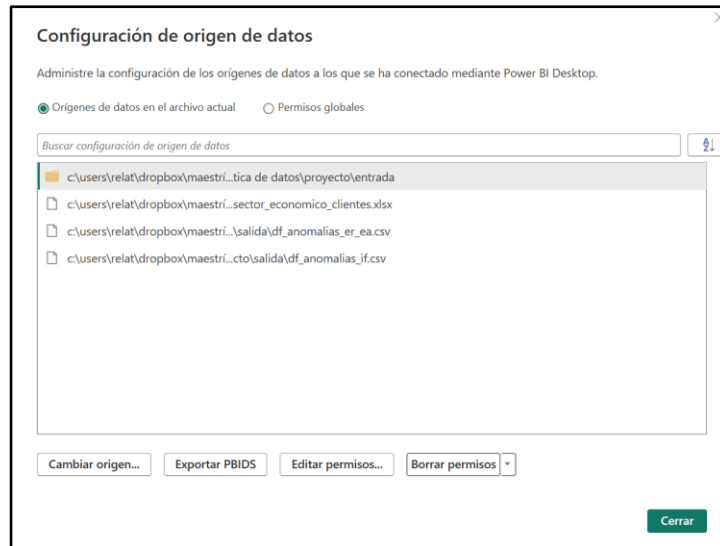 Configuración de origen de datos
Administre la configuración de los orígenes de datos a los que se ha conectado mediante Power BI Desktop.
Orígenes de datos en el archivo actual Permisos globales
Buscar configuración de origen de datos
c:\users\relat\dropbox\maestrí...tica de datos\proyecto\entrada
c:\users\relat\dropbox\maestrí...sector_economico_clientes.xlsx
c:\users\relat\dropbox\maestrí...\salida\df_anomalias_er_ea.csv
c:\users\relat\dropbox\maestrí...cto\salida\df_anomalias_if.csv
Cambiar origen... Exportar PBIDS Editar permisos... Borrar permisos
Cerrar